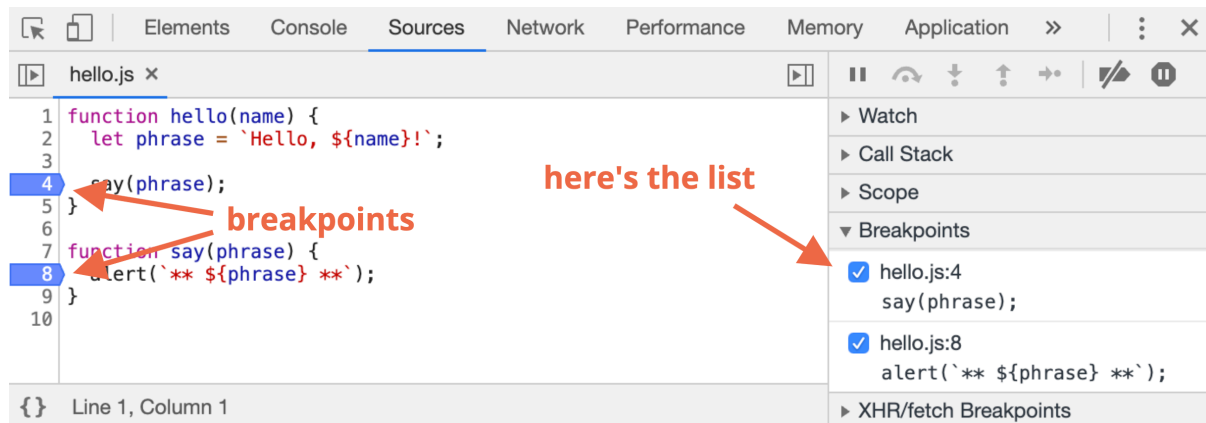 Elements Console Sources Network Performance Memory Application »
hello.js ×
1 function hello(name) {
2 let phrase = `Hello, ${name}!`;
3
4 say(phrase);
5 }
6
7 function say(phrase) {
8 alert(`** ${phrase} **`);
9 }
10
breakpoints
here's the list
{} Line 1, Column 1
Watch
Call Stack
Scope
Breakpoints
hello.js:4
say(phrase);
hello.js:8
alert(`** ${phrase} **`);
XHR/fetch Breakpoints